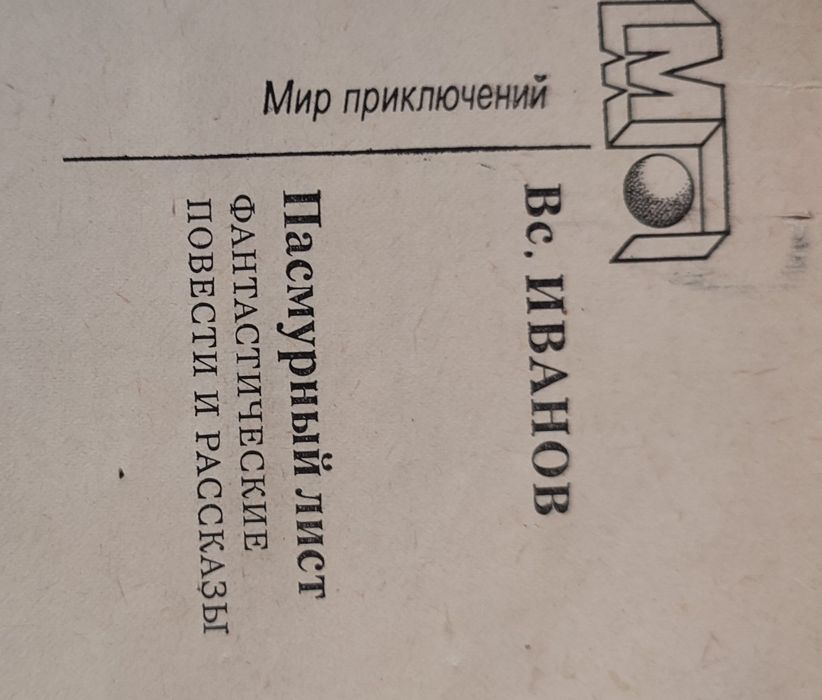 Мир приключений
Вс. ИВАНОВ
Пасмурный лист
ФАНТАСТИЧЕСКИЕ
ПОВЕСТИ И РАССКАЗЫ